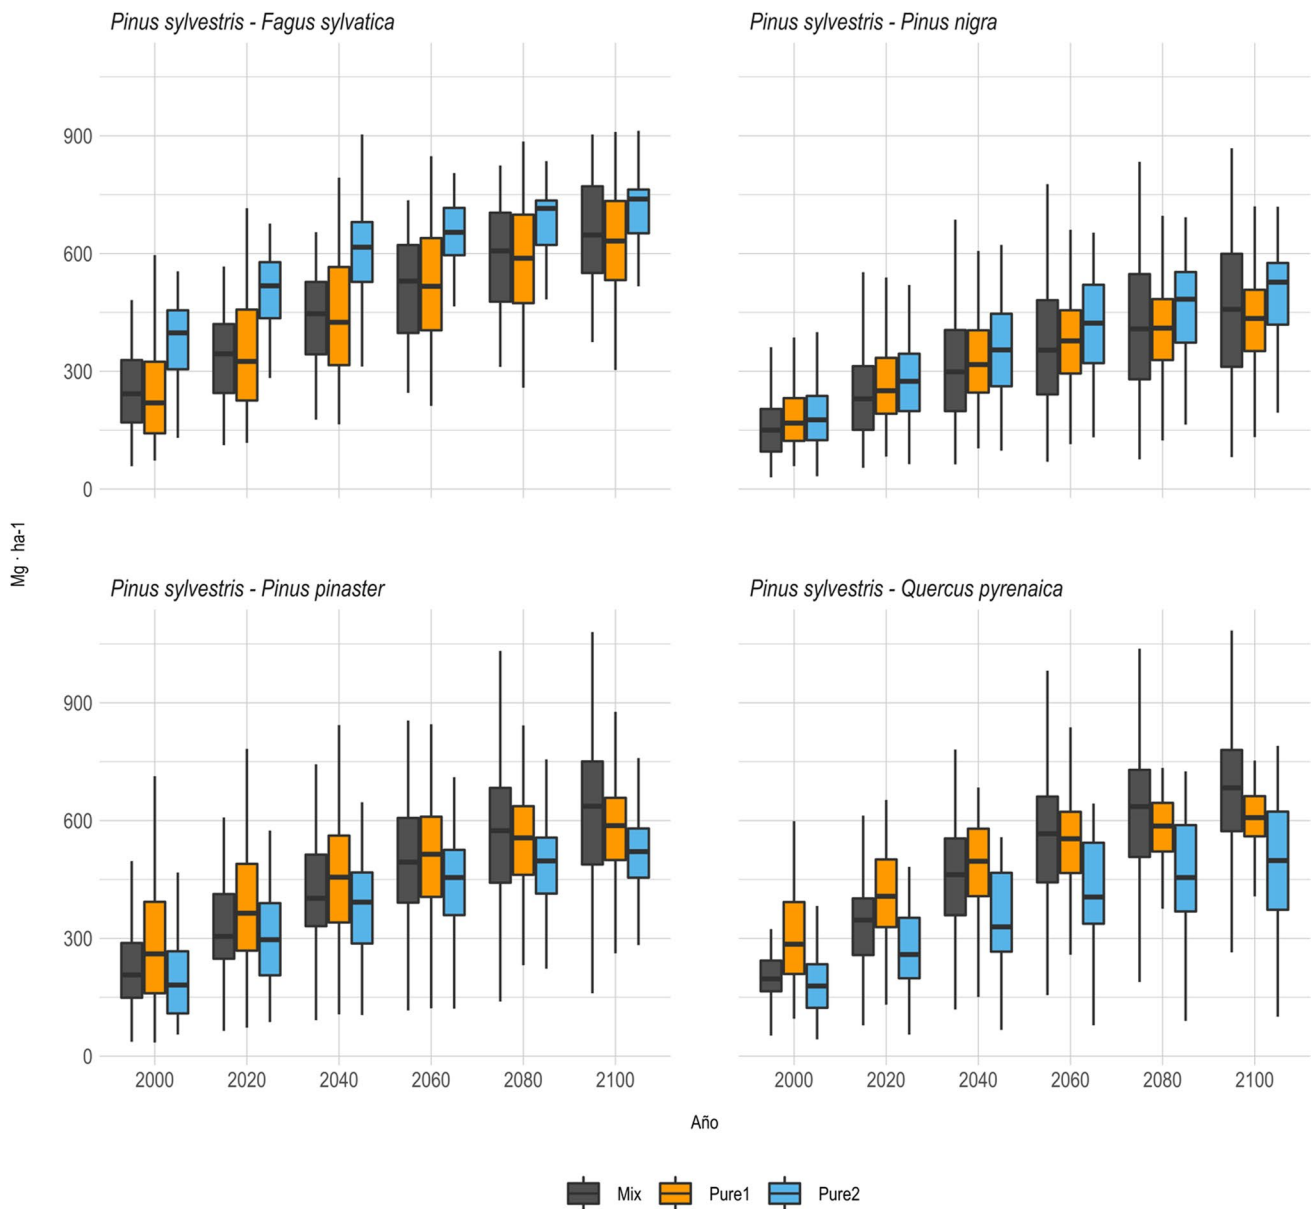 Pinus sylvestris - Fagus sylvatica
Pinus sylvestris - Pinus nigra
900
600
300
0
Pinus sylvestris - Pinus pinaster
Pinus sylvestris - Quercus pyrenaica
900
600
300
0
Mg · ha-1
2000 2020 2040 2060 2080 2100
2000 2020 2040 2060 2080 2100
Año
Mix Pure1 Pure2